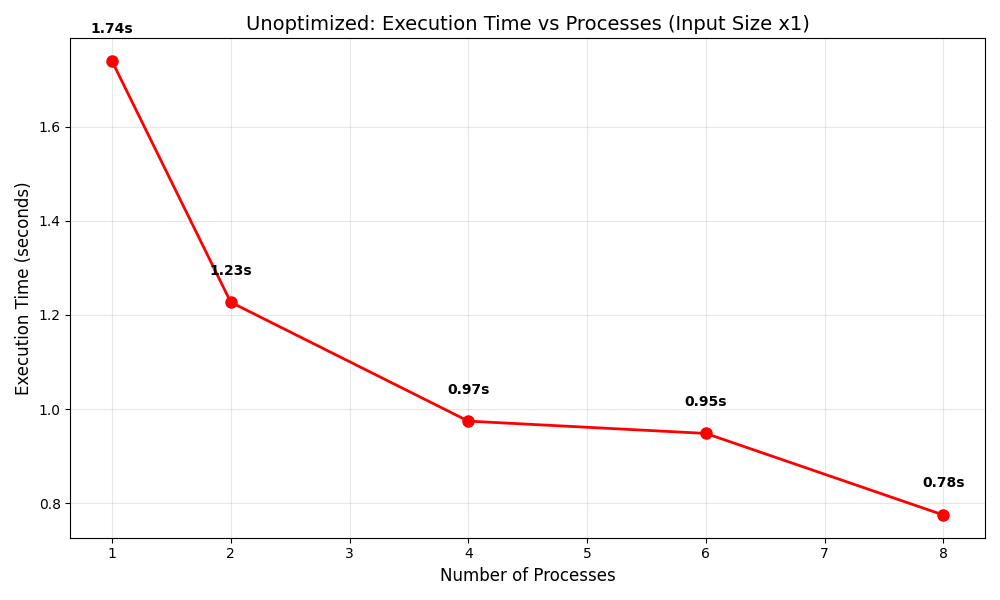 Unoptimized: Execution Time vs Processes (Input Size x1)
1.74s
1.23s
0.97s
0.95s
0.78s
Execution Time (seconds)
1.6
1.4
1.2
1.0
0.8
1 2 3 4 5 6 7 8
Number of Processes